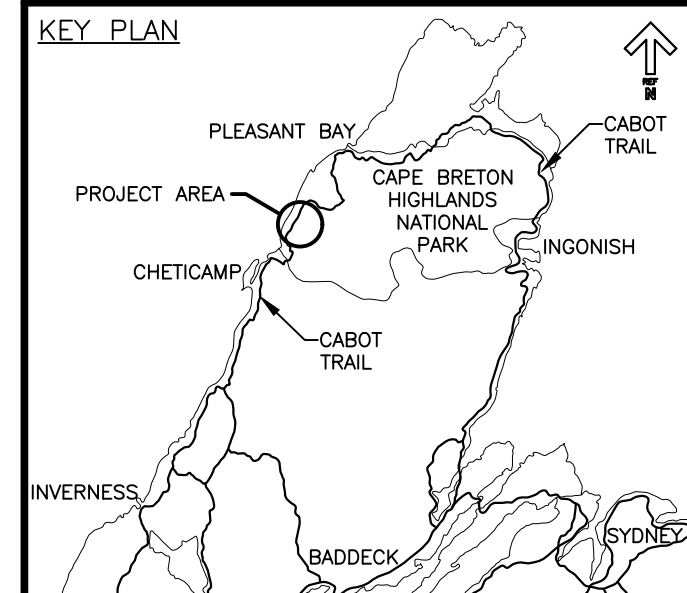 KEY PLAN
REF
N
PLEASANT BAY
CABOT
TRAIL
PROJECT AREA
CAPE BRETON
HIGHLANDS
NATIONAL
PARK
INGONISH
CHETICAMP
CABOT
TRAIL
INVERNESS
BADDECK
SYDNEY